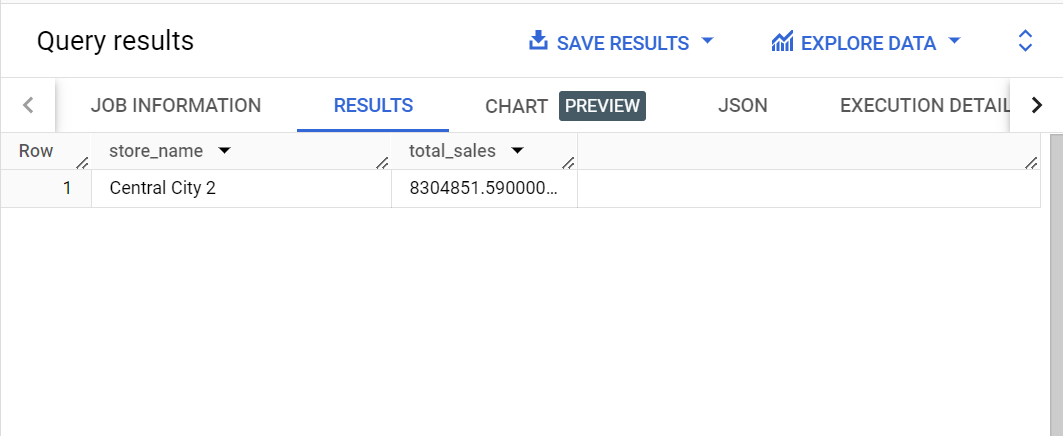 Query results SAVE RESULTS EXPLORE DATA
JOB INFORMATION RESULTS CHART PREVIEW JSON EXECUTION DETAIL
Row store_name total_sales
1 Central City 2 8304851.590000...